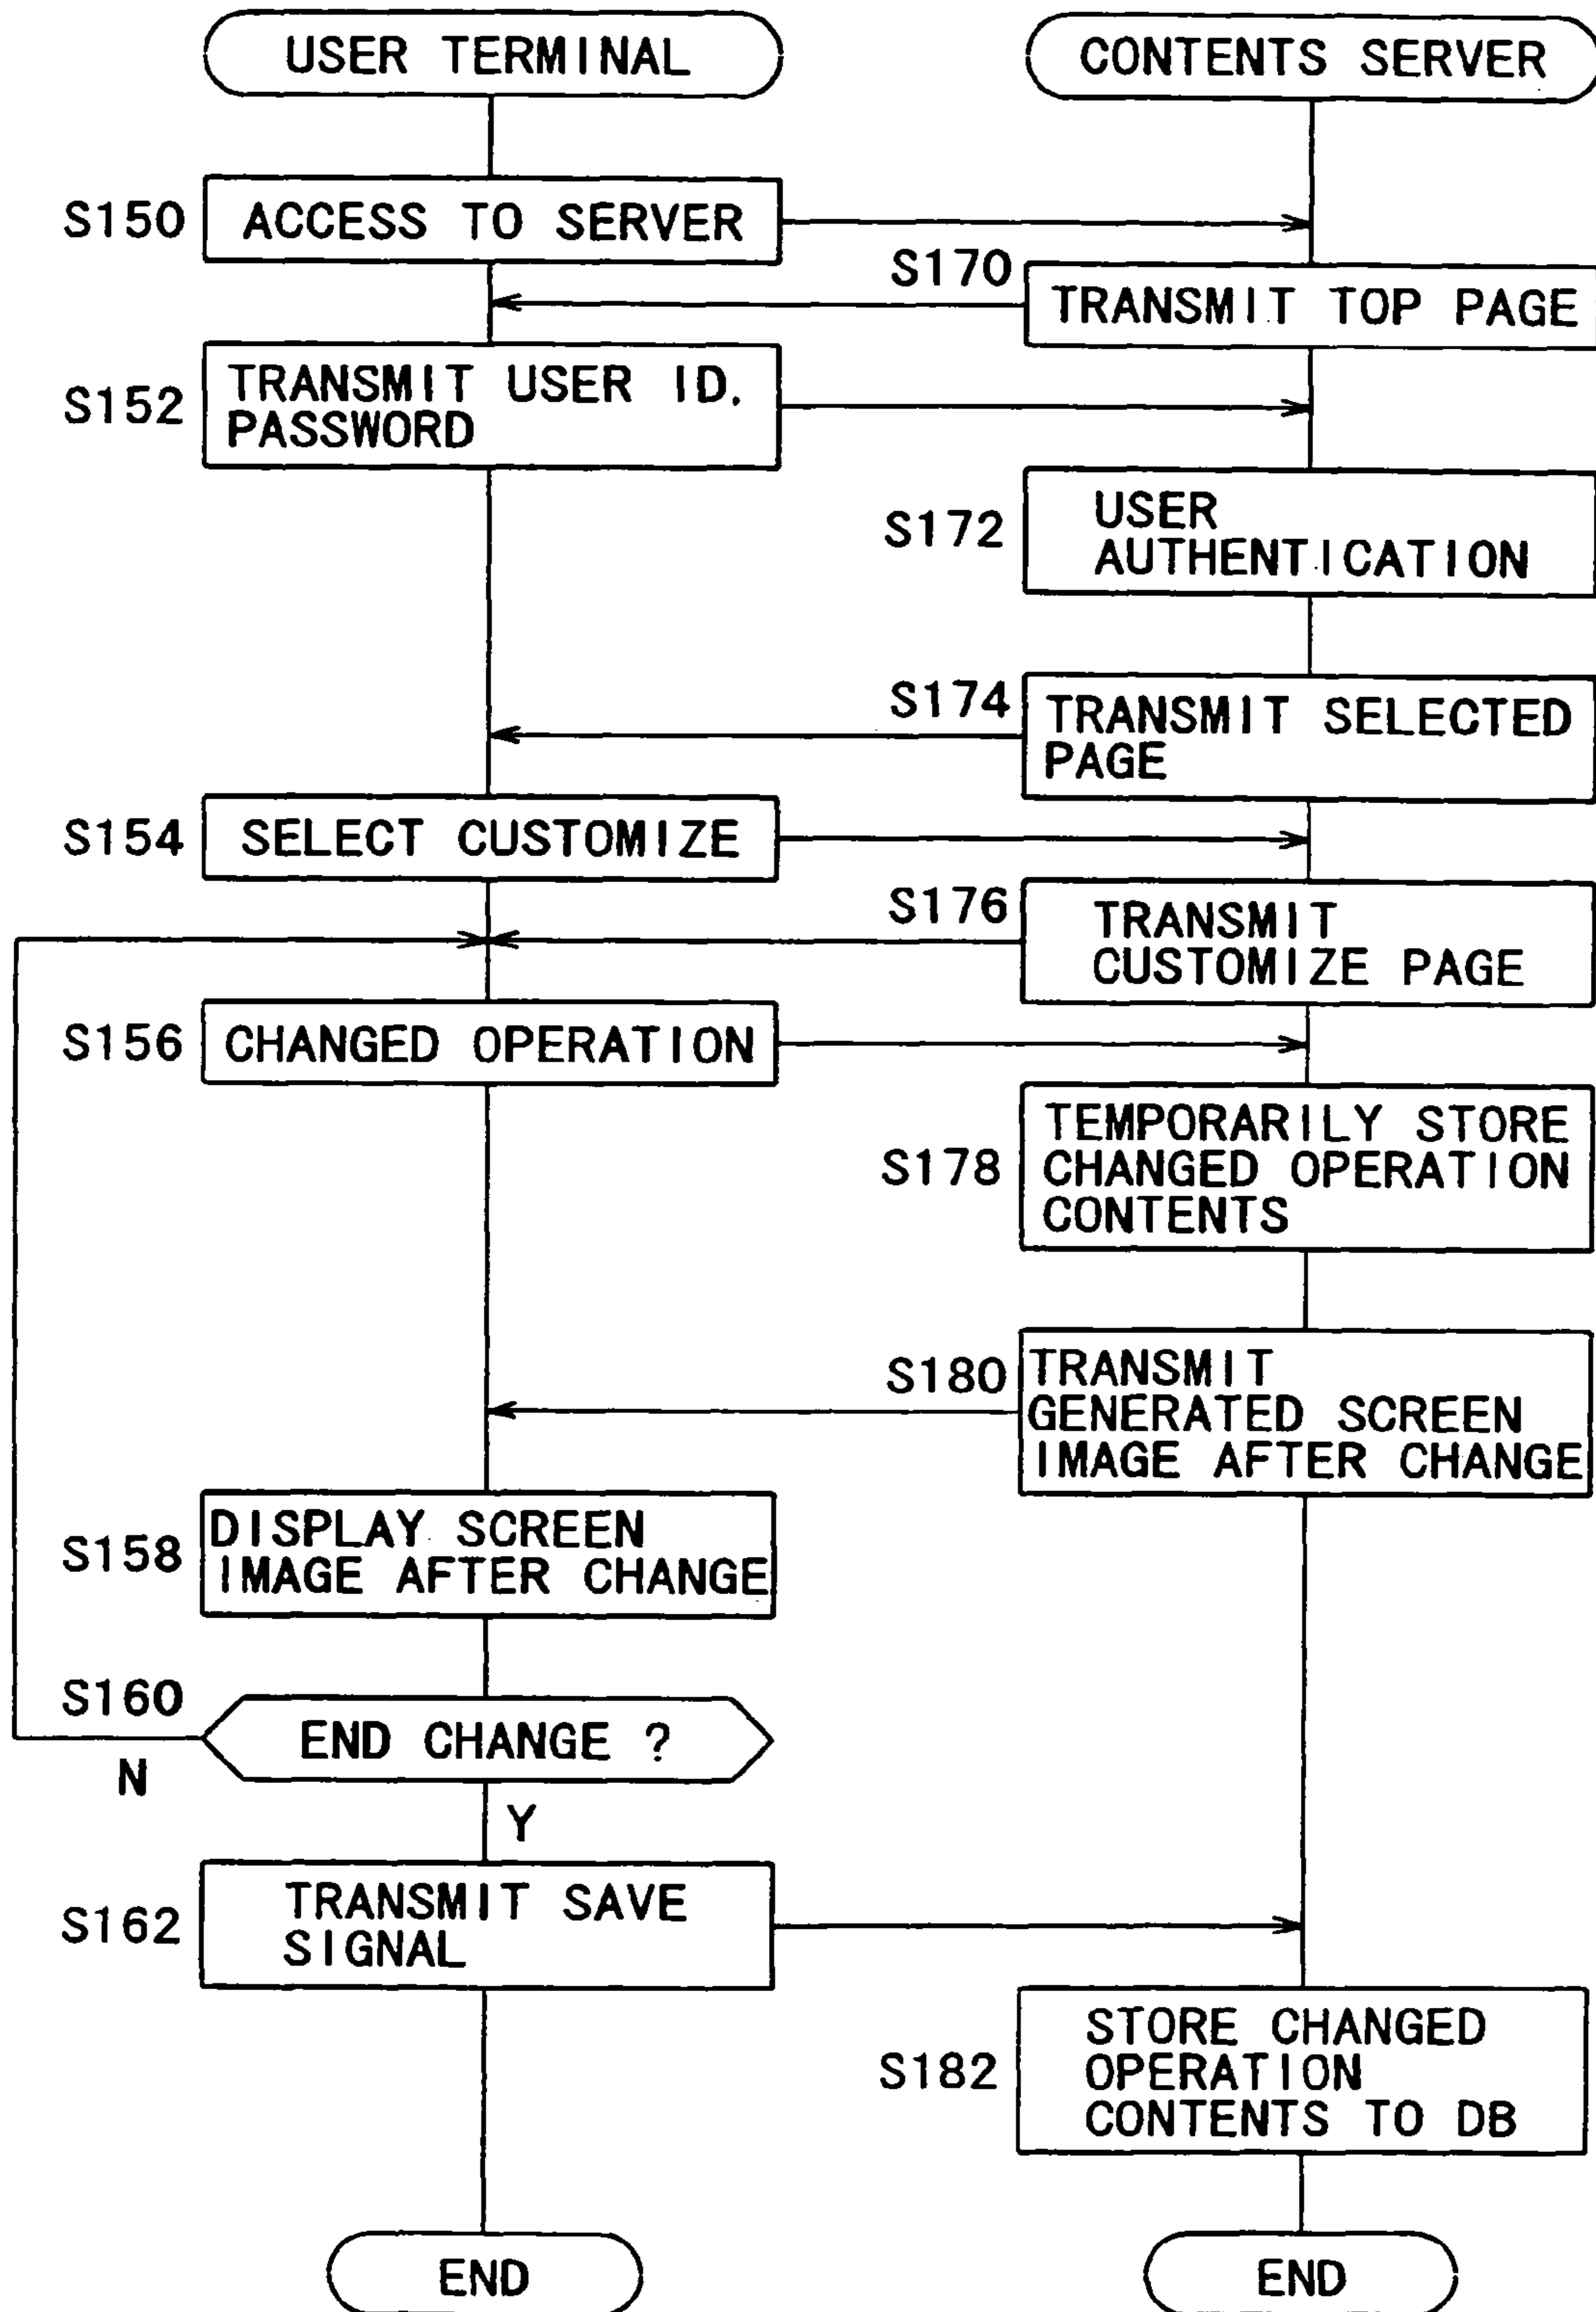 USER TERMINAL
CONTENTS SERVER
S150
ACCESS TO SERVER
S170
TRANSMIT TOP PAGE
S152
TRANSMIT USER ID.
PASSWORD
S172
USER
AUTHENTICATION
S174
TRANSMIT SELECTED
PAGE
S154
SELECT CUSTOMIZE
S176
TRANSMIT
CUSTOMIZE PAGE
S156
CHANGED OPERATION
S178
TEMPORARILY STORE
CHANGED OPERATION
CONTENTS
S180
TRANSMIT
GENERATED SCREEN
IMAGE AFTER CHANGE
S158
DISPLAY SCREEN
IMAGE AFTER CHANGE
S160
END CHANGE ?
N
Y
S162
TRANSMIT SAVE
SIGNAL
S182
STORE CHANGED
OPERATION
CONTENTS TO DB
END
END